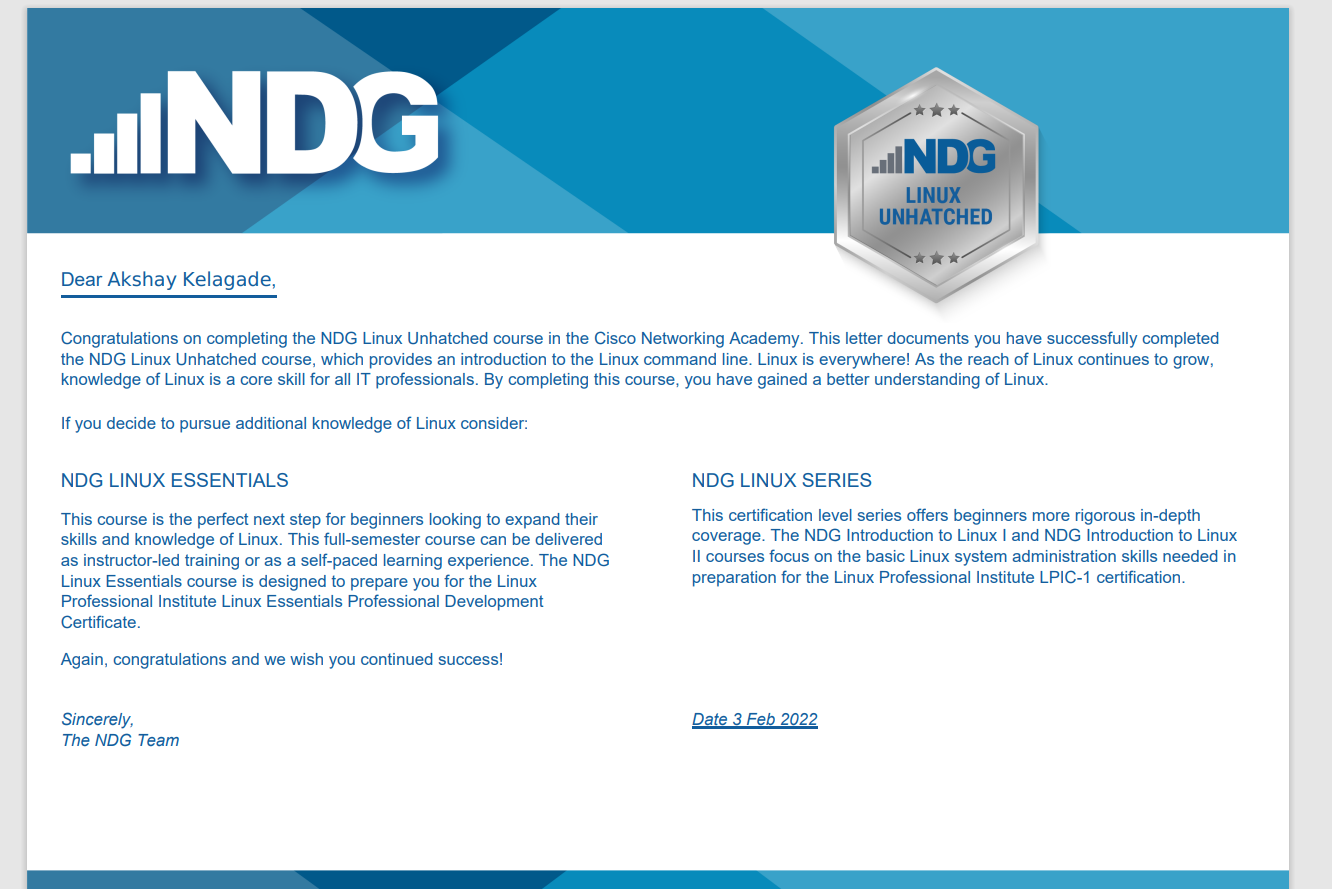 NDG
NDG
LINUX
UNHATCHED
Dear Akshay Kelagade,
Congratulations on completing the NDG Linux Unhatched course in the Cisco Networking Academy. This letter documents you have successfully completed
the NDG Linux Unhatched course, which provides an introduction to the Linux command line. Linux is everywhere! As the reach of Linux continues to grow,
knowledge of Linux is a core skill for all IT professionals. By completing this course, you have gained a better understanding of Linux.
If you decide to pursue additional knowledge of Linux consider:
NDG LINUX ESSENTIALS
This course is the perfect next step for beginners looking to expand their
skills and knowledge of Linux. This full-semester course can be delivered
as instructor-led training or as a self-paced learning experience. The NDG
Linux Essentials course is designed to prepare you for the Linux
Professional Institute Linux Essentials Professional Development
Certificate.
Again, congratulations and we wish you continued success!
Sincerely,
The NDG Team
NDG LINUX SERIES
This certification level series offers beginners more rigorous in-depth
coverage. The NDG Introduction to Linux I and NDG Introduction to Linux
II courses focus on the basic Linux system administration skills needed in
preparation for the Linux Professional Institute LPIC-1 certification.
Date 3 Feb 2022